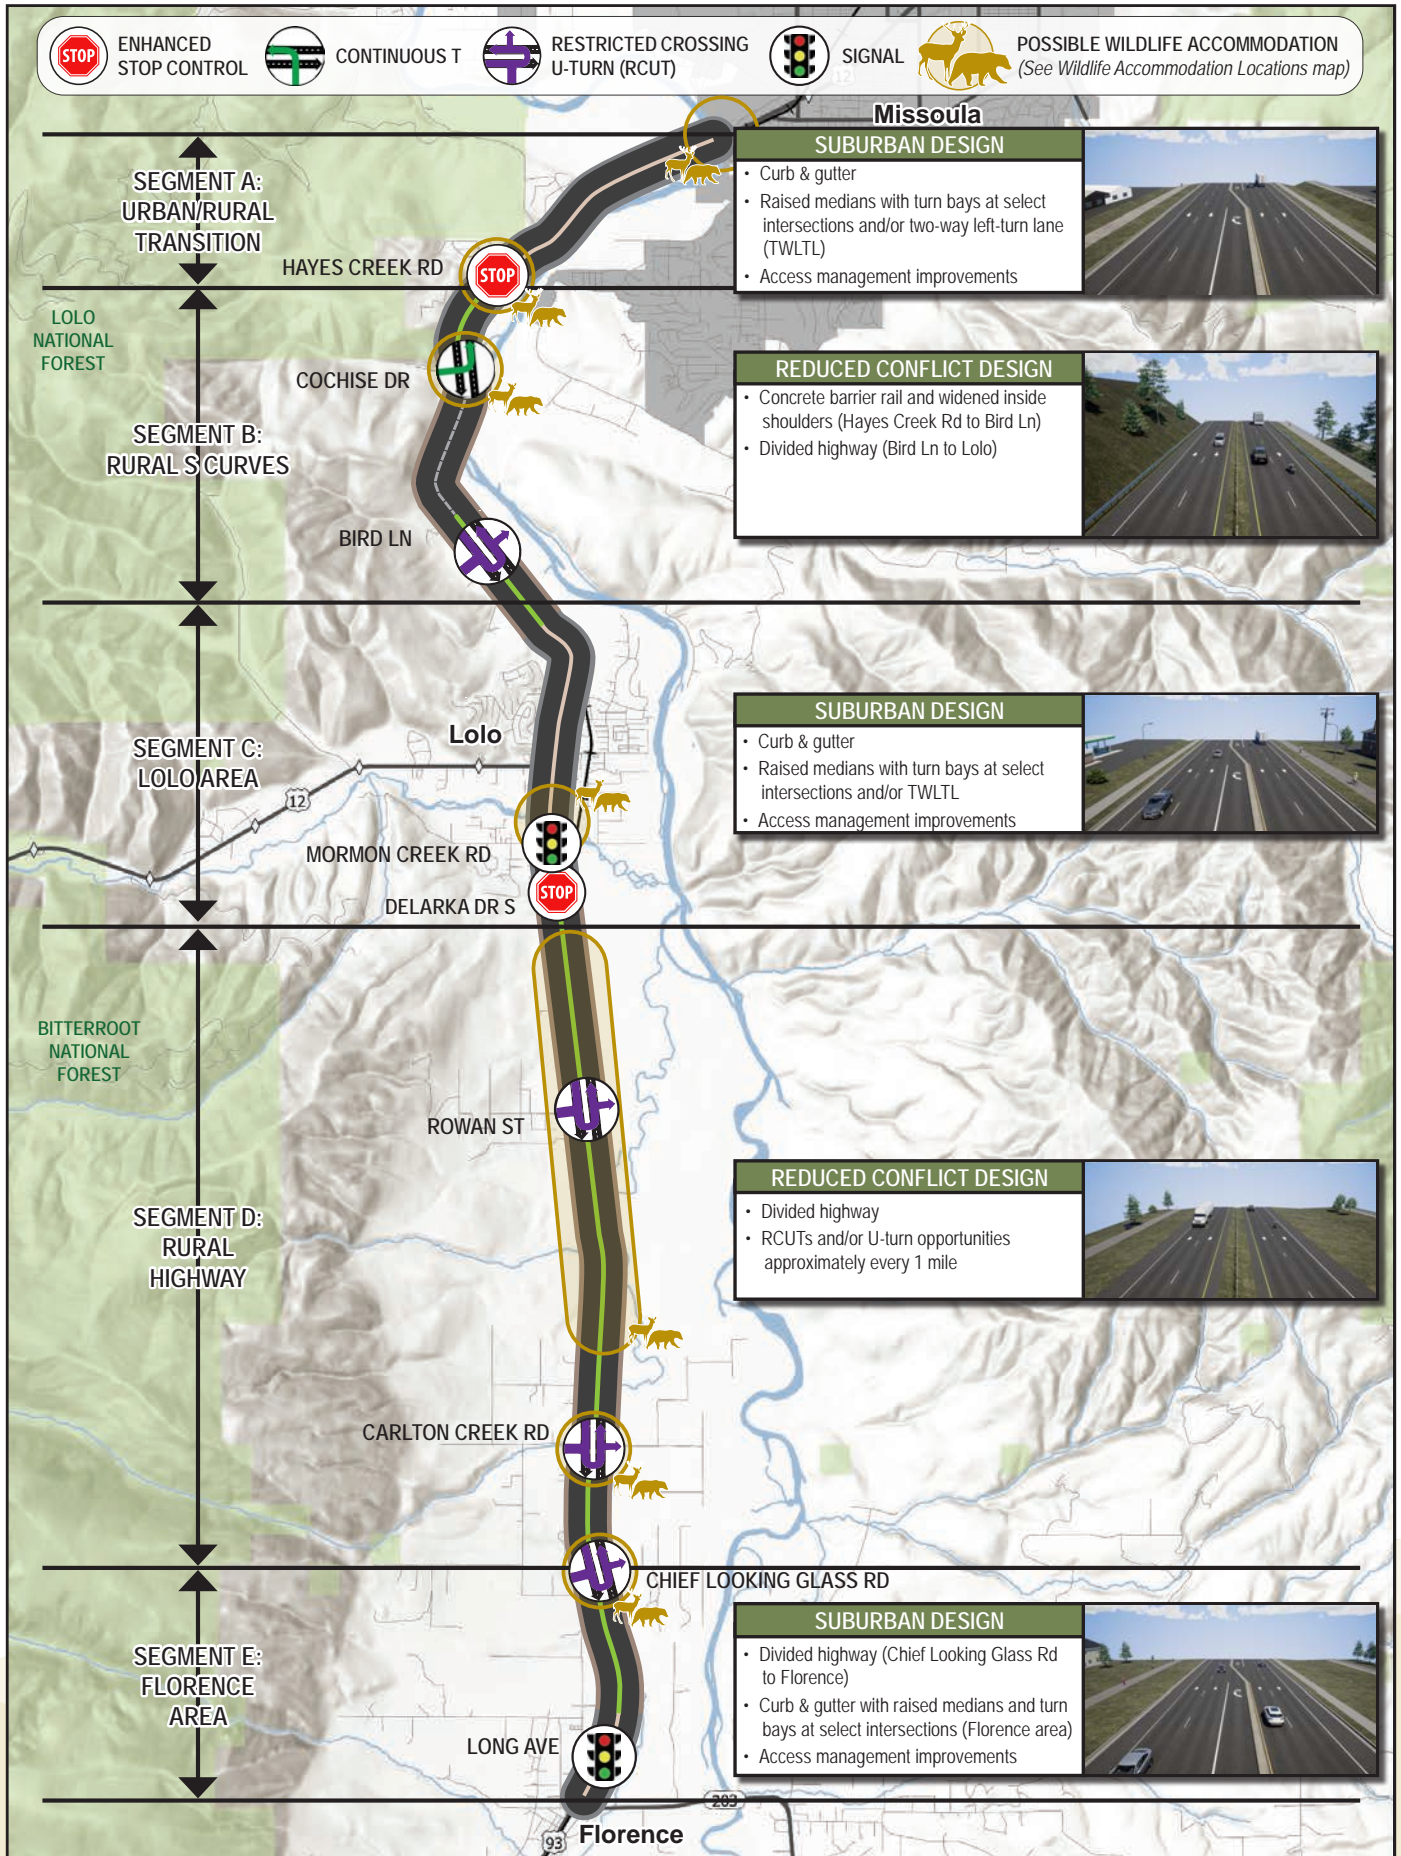 STOP
ENHANCED
STOP CONTROL
CONTINUOUS T
RESTRICTED CROSSING
U-TURN (RCUT)
SIGNAL
POSSIBLE WILDLIFE ACCOMMODATION
(See Wildlife Accommodation Locations map)
12
Missoula
SEGMENT A:
URBAN/RURAL
TRANSITION
SUBURBAN DESIGN
• Curb & gutter
• Raised medians with turn bays at select
intersections and/or two-way left-turn lane
(TWLTL)
• Access management improvements
HAYES CREEK RD
STOP
LOLO
NATIONAL
FOREST
COCHISE DR
REDUCED CONFLICT DESIGN
• Concrete barrier rail and widened inside
shoulders (Hayes Creek Rd to Bird Ln)
• Divided highway (Bird Ln to Lolo)
SEGMENT B:
RURAL S CURVES
BIRD LN
SEGMENT C:
LOLO AREA
Lolo
12
SUBURBAN DESIGN
• Curb & gutter
• Raised medians with turn bays at select
intersections and/or TWLTL
• Access management improvements
MORMON CREEK RD
DELARKA DR S
STOP
BITTERROOT
NATIONAL
FOREST
ROWAN ST
SEGMENT D:
RURAL
HIGHWAY
REDUCED CONFLICT DESIGN
• Divided highway
• RCUTs and/or U-turn opportunities
approximately every 1 mile
CARLTON CREEK RD
CHIEF LOOKING GLASS RD
SEGMENT E:
FLORENCE
AREA
SUBURBAN DESIGN
• Divided highway (Chief Looking Glass Rd
to Florence)
• Curb & gutter with raised medians and turn
bays at select intersections (Florence area)
• Access management improvements
LONG AVE
203
93
Florence